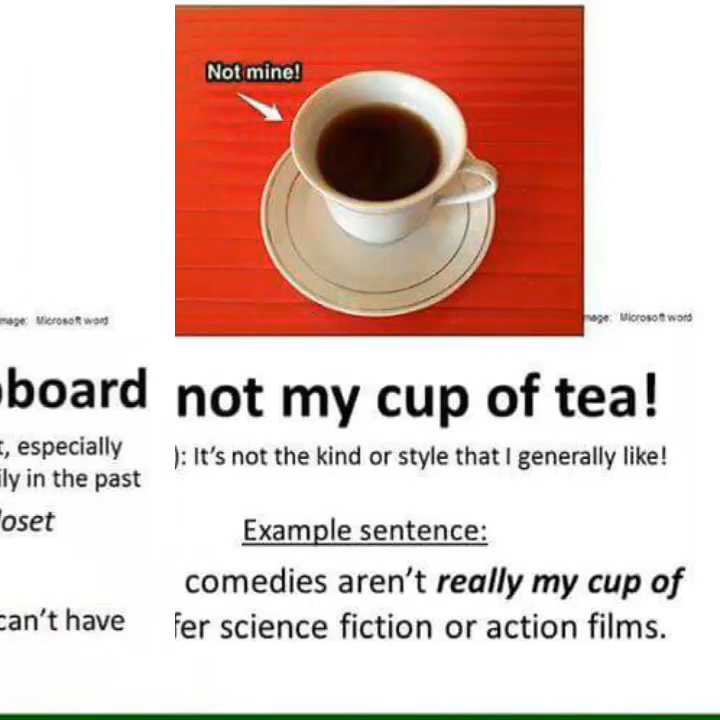 Not mine!
mage: Microsoft word
mage: Microsoft word
board
not my cup of tea!
t, especially
ily in the past
loset
can't have
): It's not the kind or style that I generally like!
Example sentence:
comedies aren't really my cup of
fer science fiction or action films.